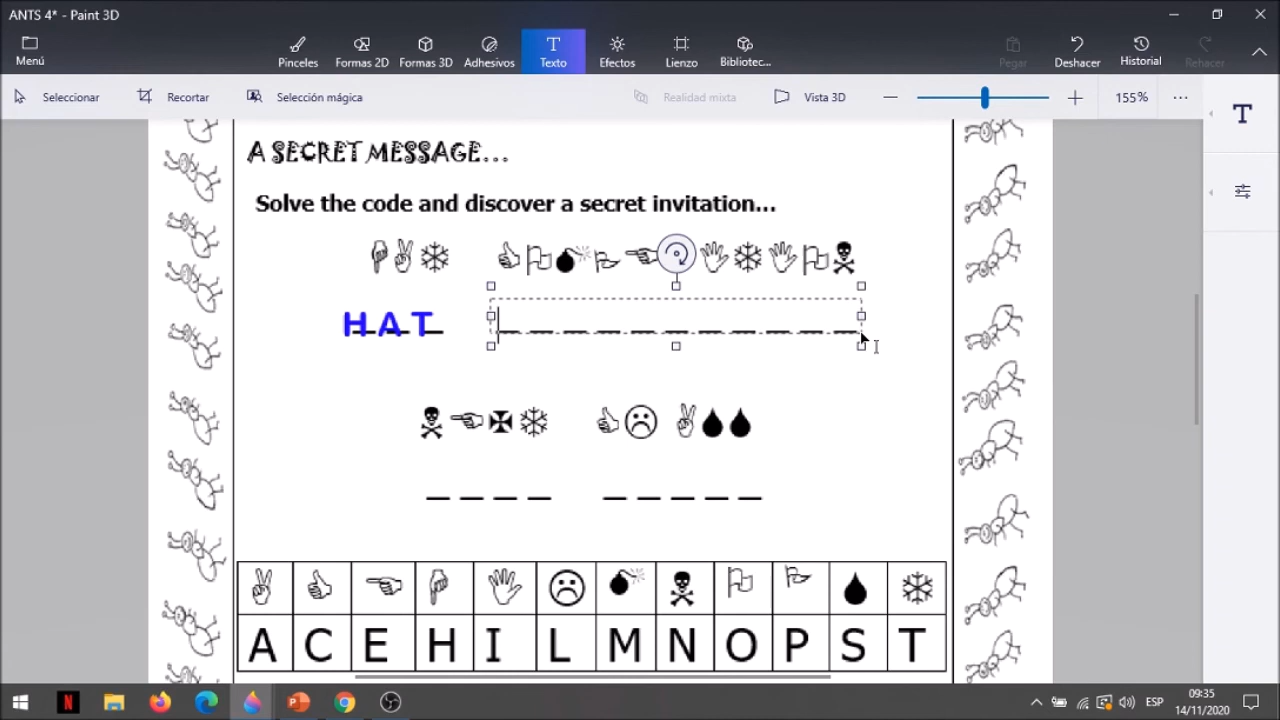 ANTS 4* - Paint 3D
Menú
Pinceles
Formas 2D
Formas 3D
Adhesivos
Texto
Efectos
Lienzo
Bibliotec...
Pegar
Deshacer
Historial
Rehacer
Seleccionar
Recortar
Selección mágica
Realidad mixta
Vista 3D
155%
A SECRET MESSAGE...
Solve the code and discover a secret invitation...
HAT
A C E H I L M N O P S T
ESP
09:35
14/11/2020